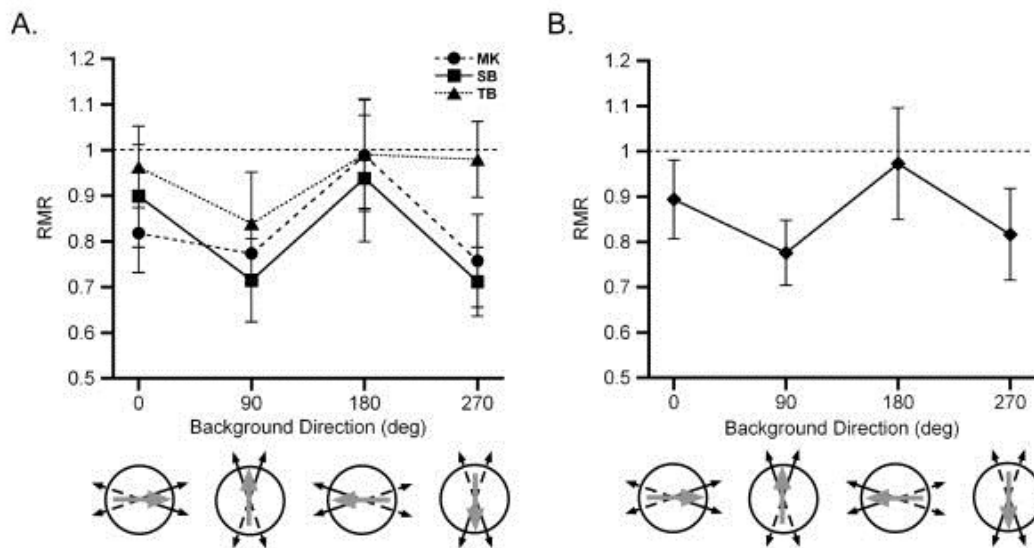 A.
1.2
1.1
1
0.9
0.8
0.7
0.6
0.5
RMR
MK
SB
TB
0 90 180 270
Background Direction (deg)
B.
1.2
1.1
1
0.9
0.8
0.7
0.6
0.5
RMR
0 90 180 270
Background Direction (deg)